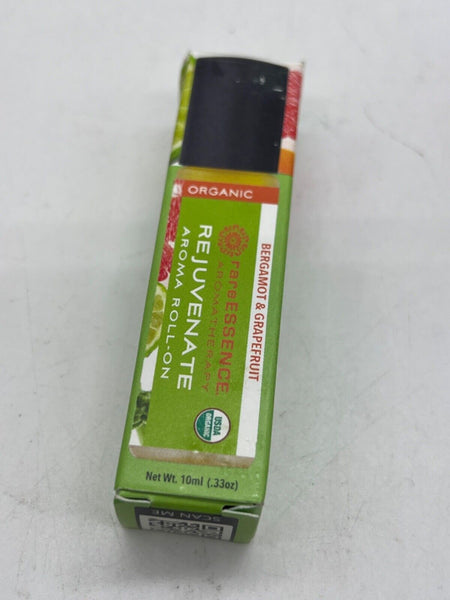 ORGANIC
BERGAMOT & GRAPEFRUIT
rareESSENCE
AROMATHERAPY
REJUVENATE
AROMA ROLL-ON
USDA
ORGANIC
Net Wt. 10ml (.33oz)
SCAN ME